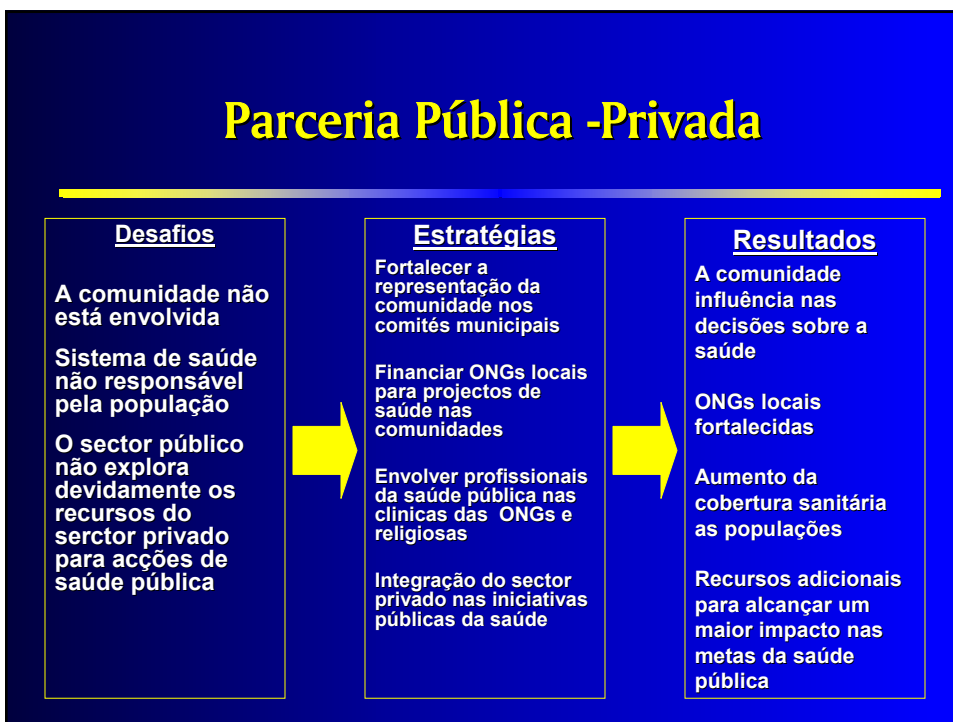 Parceria Pública -Privada
Desafios
A comunidade não
está envolvida
Sistema de saúde
não responsável
pela população
O sector público
não explora
devidamente os
recursos do
serctor privado
para acções de
saúde pública
Estratégias
Fortalecer a
representação da
comunidade nos
comités municipais
Financiar ONGs locais
para projectos de
saúde nas
comunidades
Envolver profissionais
da saúde pública nas
clinicas das ONGs e
religiosas
Integração do sector
privado nas iniciativas
públicas da saúde
Resultados
A comunidade
influência nas
decisões sobre a
saúde
ONGs locais
fortalecidas
Aumento da
cobertura sanitária
as populações
Recursos adicionais
para alcançar um
maior impacto nas
metas da saúde
pública